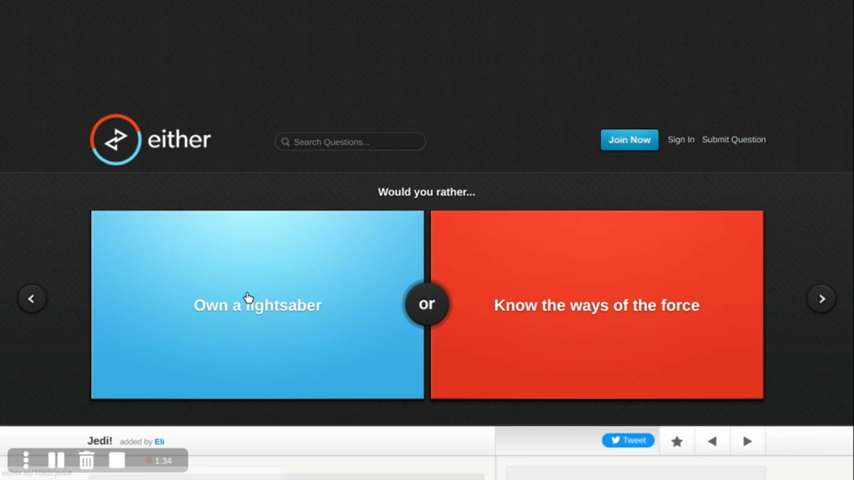 either
Search Questions...
Join Now
Sign In
Submit Question
Would you rather...
Own a lightsaber
or
Know the ways of the force
Jedi! added by Eli
Tweet
1:34